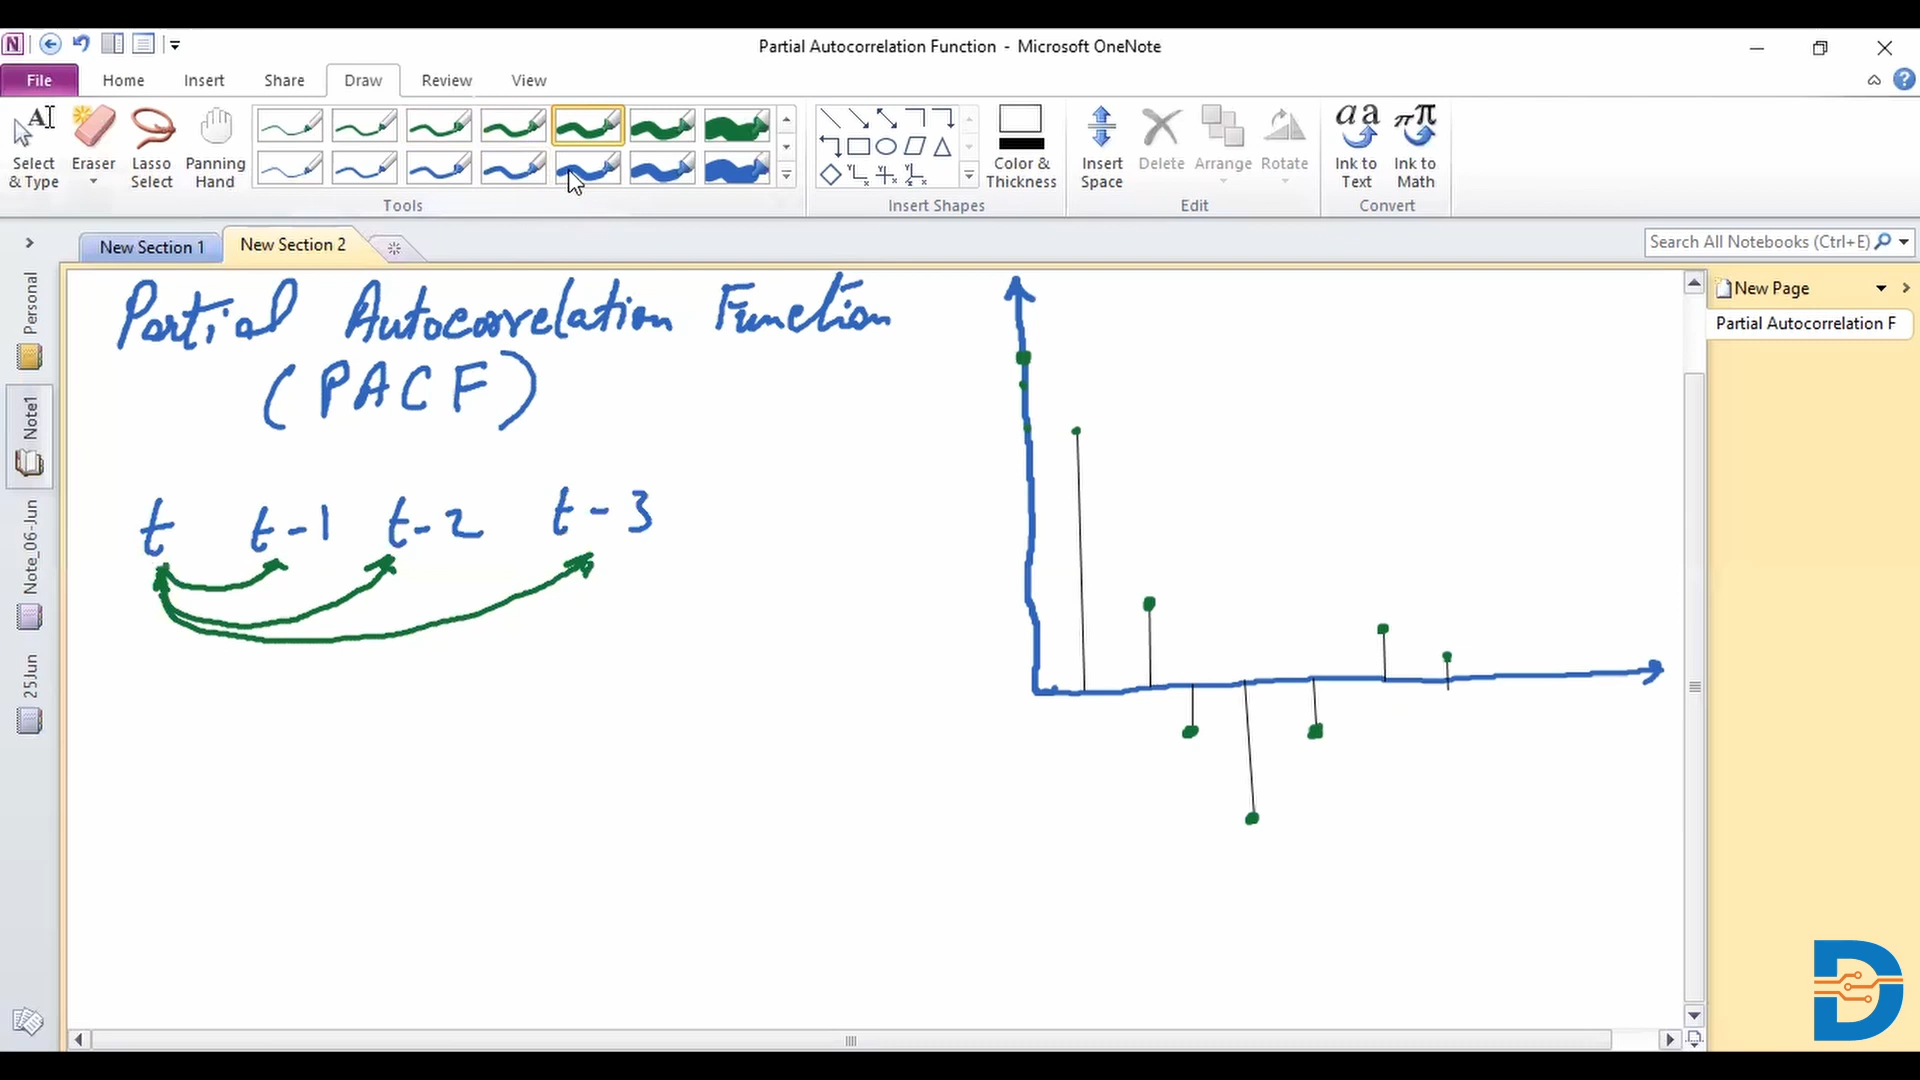 Partial Autocorrelation Function - Microsoft OneNote
File Home Insert Share Draw Review View
Select & Type
Eraser
Lasso Select
Panning Hand
Color & Thickness
Insert Space
Delete
Arrange
Rotate
Ink to Text
Ink to Math
Tools
Insert Shapes
Edit
Convert
New Section 1
New Section 2
Search All Notebooks (Ctrl+E)
Personal
Note1
Note_06-Jun
25Jun
New Page
Partial Autocorrelation F
Partial Autocorrelation Function
(PACF)
t t-1 t-2 t-3